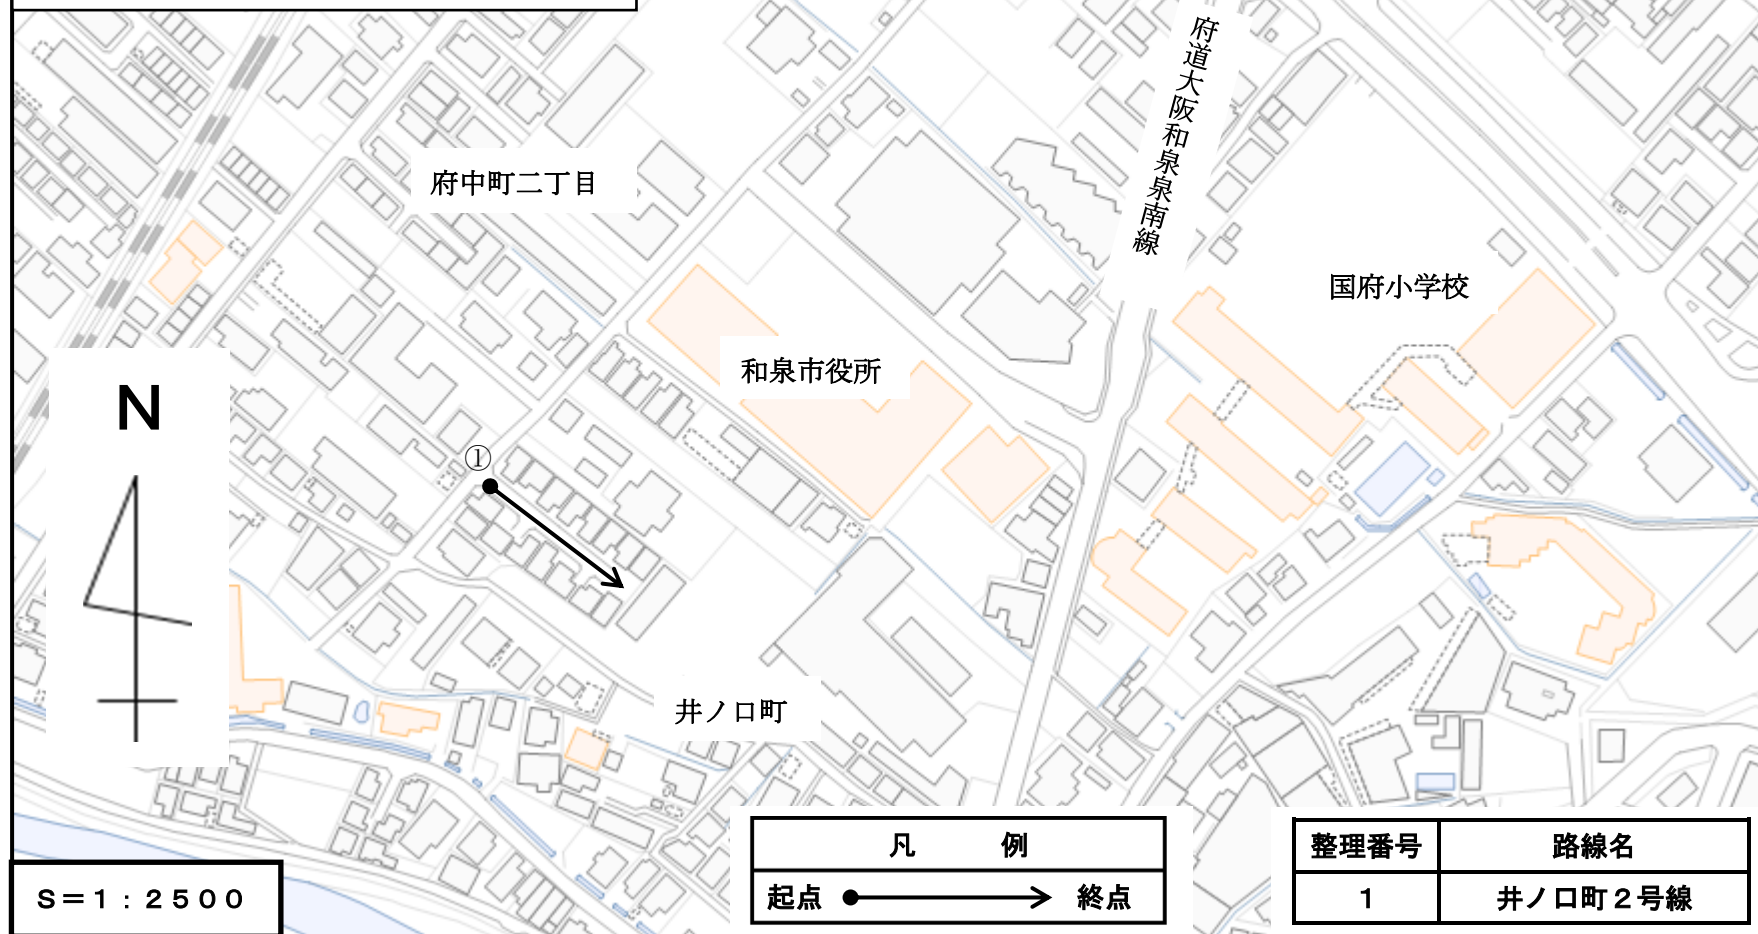 府道大阪和泉泉南線
府中町二丁目
国府小学校
和泉市役所
N
①
井ノ口町
凡　例
起点 終点
整理番号 路線名
1 井ノ口町２号線
Ｓ＝１：２５００